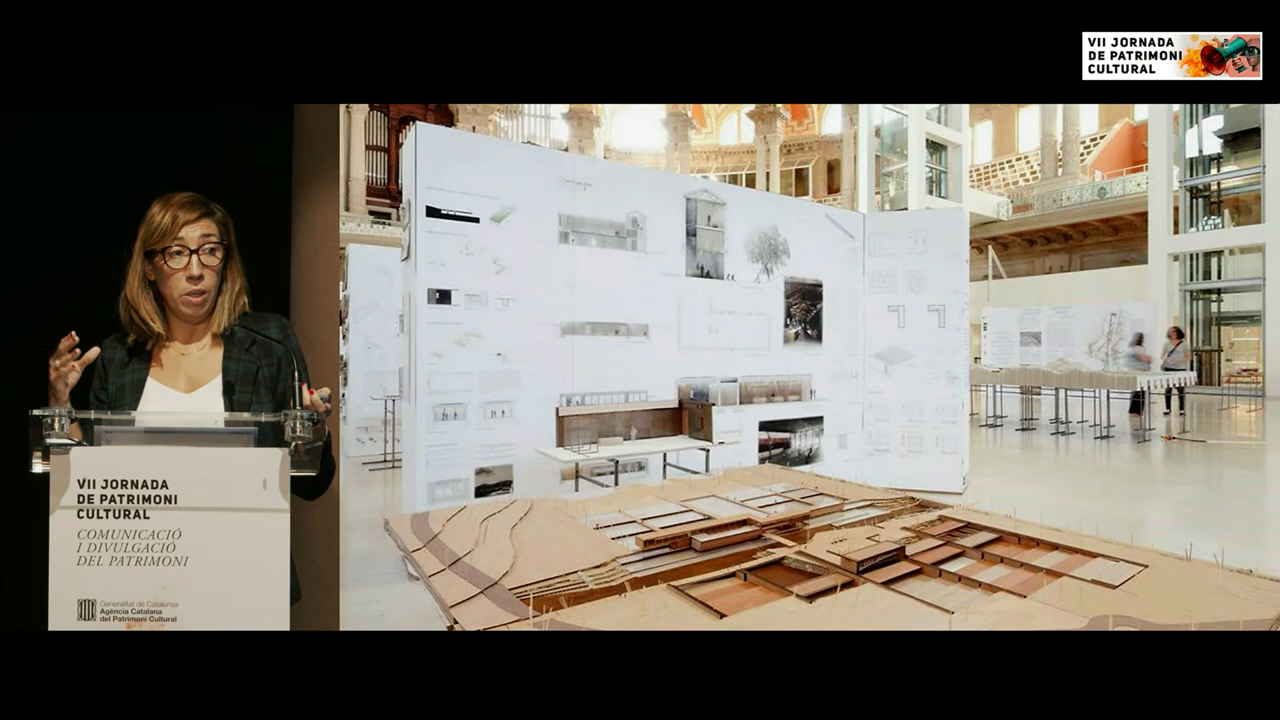 VII JORNADA
DE PATRIMONI
CULTURAL
VII JORNADA
DE PATRIMONI
CULTURAL
COMUNICACIÓ
I DIVULGACIÓ
DEL PATRIMONI
Generalitat de Catalunya
Agència Catalana
del Patrimoni Cultural